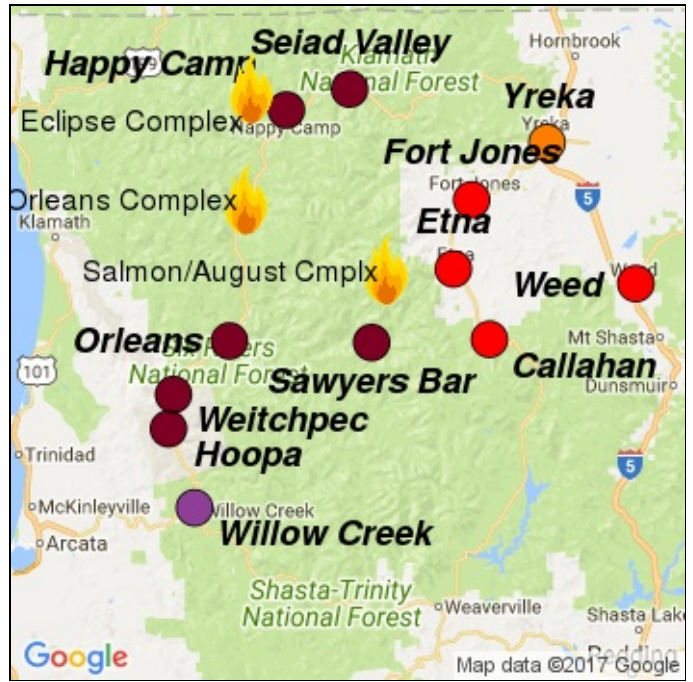 Seiad Valley
Hornbrook
Happy Camp
Klamath
National Forest
Yreka
Eclipse Complex
Happy Camp
Yreka
Fort Jones
Fort Jones
5
Orleans Complex
Klamath
Etna
Etna
Salmon/August Cmplx
Weed
Weed
Orleans
Mt Shasta
Six Rivers
National Forest
Sawyers Bar
Callahan
101
Dunsmuir
Weitchpec
Trinidad
Hoopa
5
McKinleyville
Willow Creek
Willow Creek
Arcata
Shasta-Trinity
National Forest
Weaverville
Shasta Lake
Redding
Google
Map data ©2017 Google